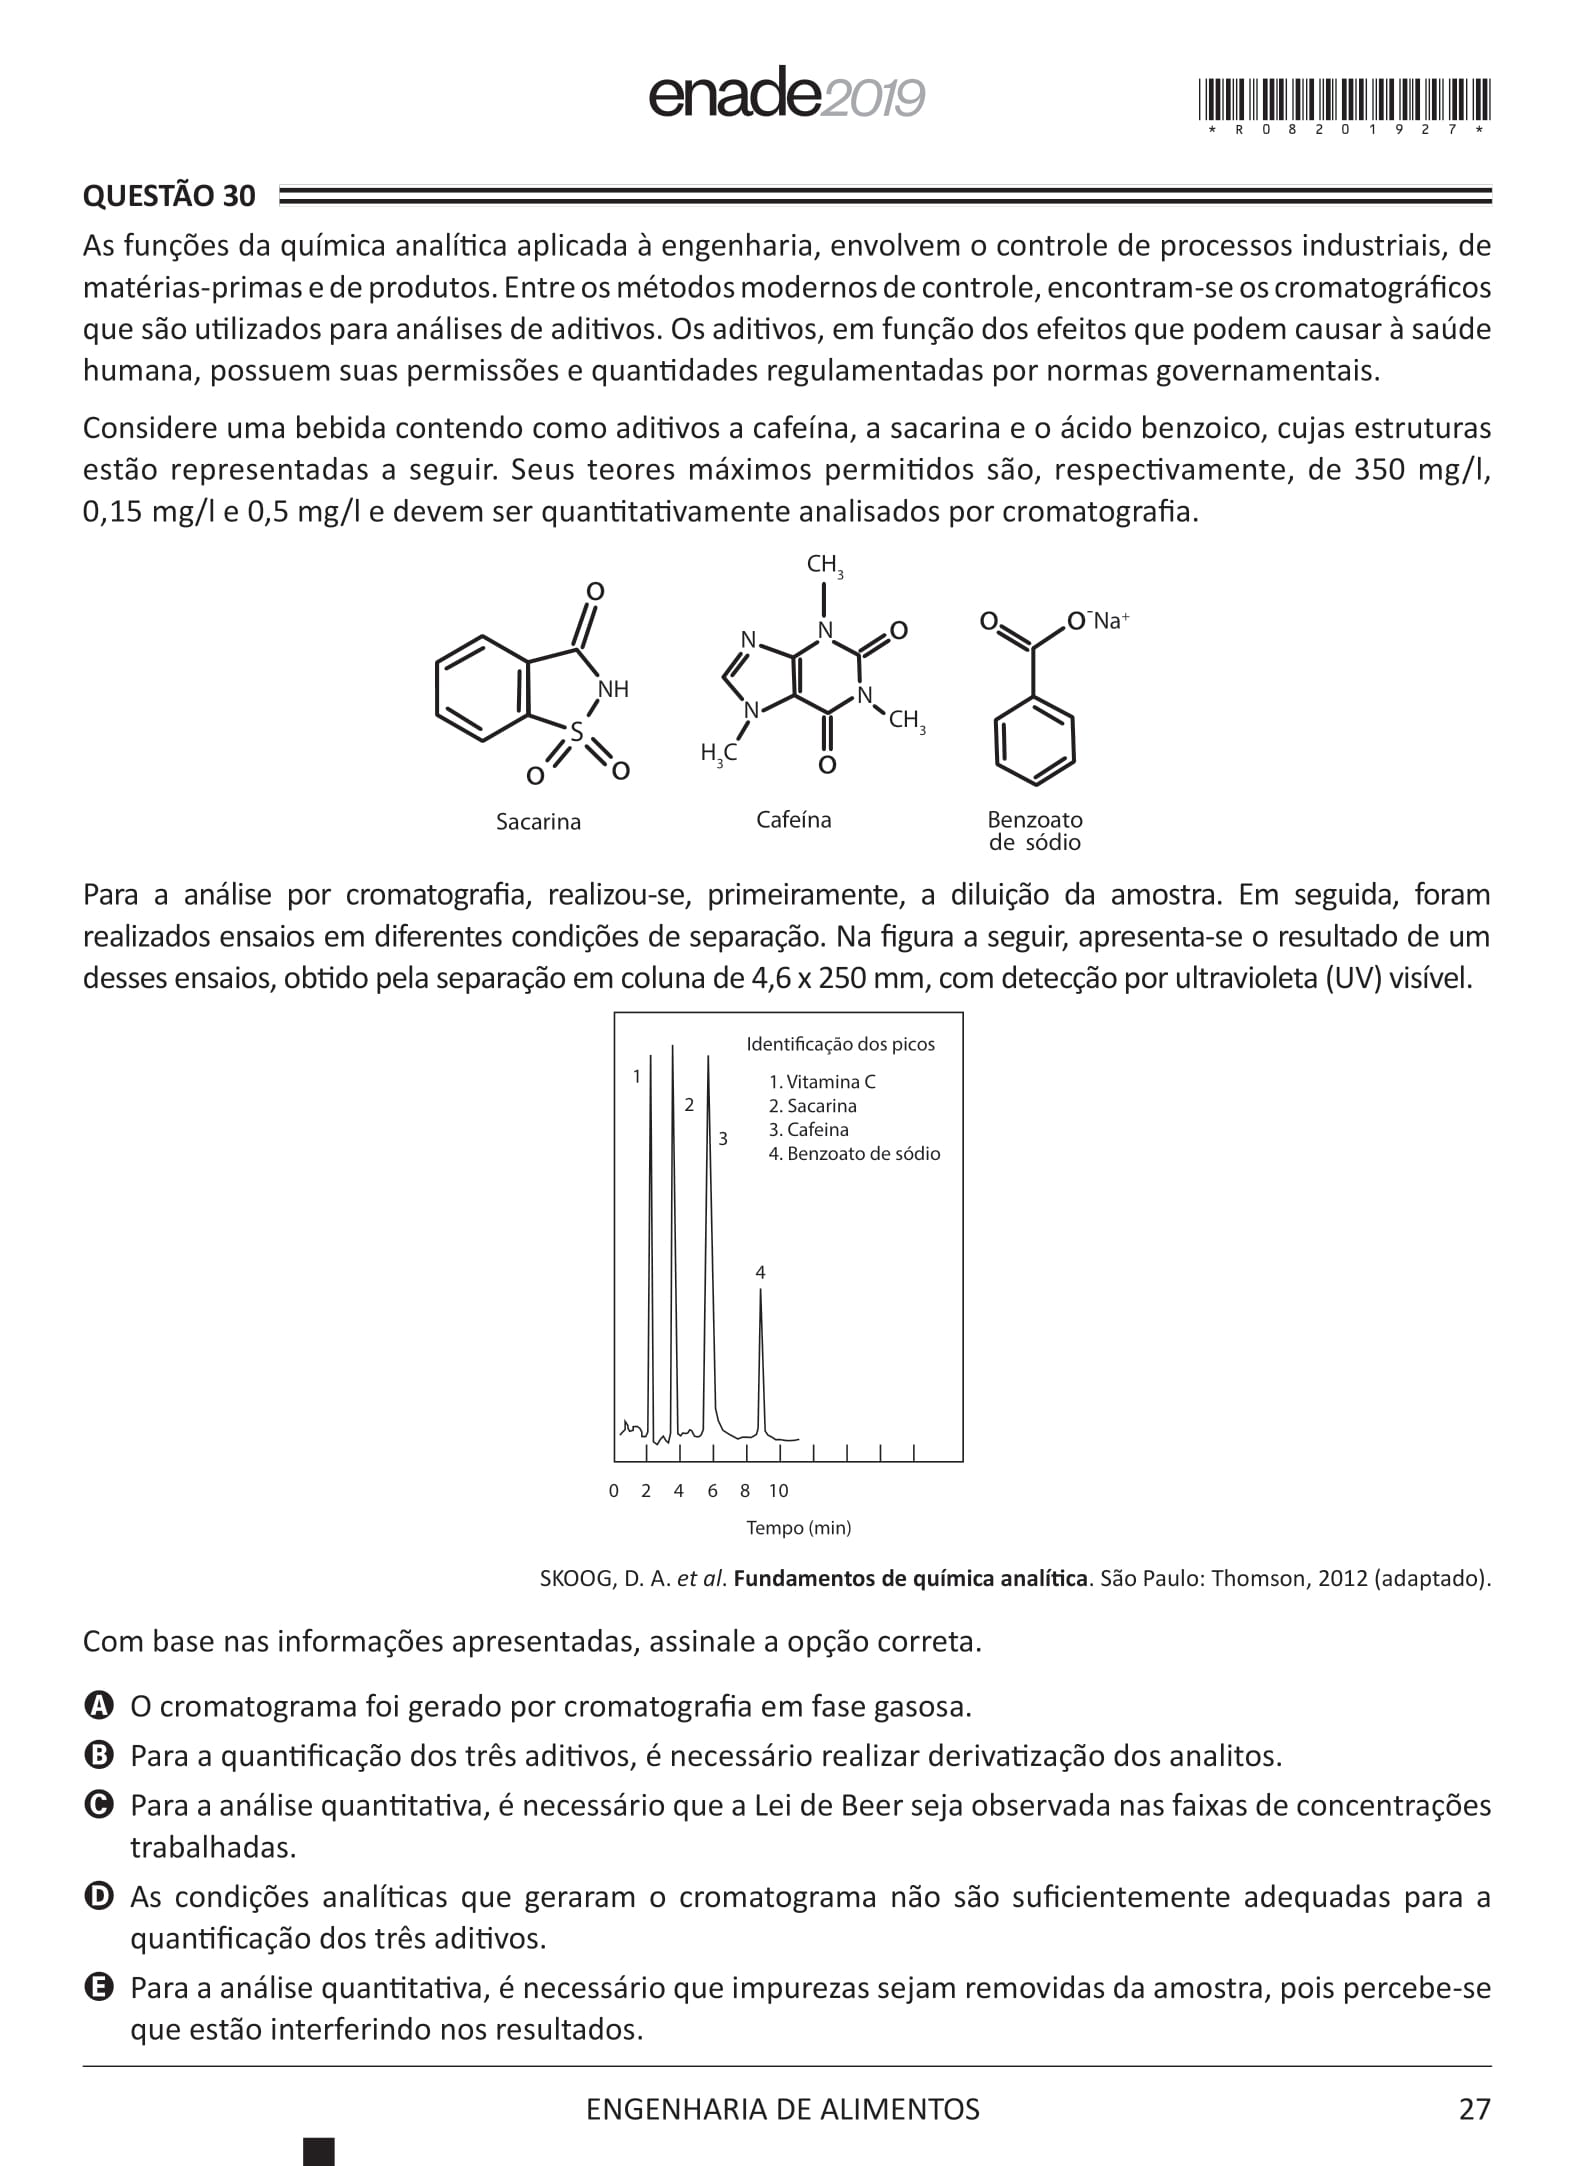 enade2019
*R08201927*
QUESTÃO 30
As funções da química analítica aplicada à engenharia, envolvem o controle de processos industriais, de
matérias-primas e de produtos. Entre os métodos modernos de controle, encontram-se os cromatográficos
que são utilizados para análises de aditivos. Os aditivos, em função dos efeitos que podem causar à saúde
humana, possuem suas permissões e quantidades regulamentadas por normas governamentais.
Considere uma bebida contendo como aditivos a cafeína, a sacarina e o ácido benzoico, cujas estruturas
estão representadas a seguir. Seus teores máximos permitidos são, respectivamente, de 350 mg/l,
0,15 mg/l e 0,5 mg/l e devem ser quantitativamente analisados por cromatografia.
O
NH
S
O
O
Sacarina
CH3
N
N
O
N
N
CH3
H3C
O
Cafeína
O
O⁻Na⁺
Benzoato
de sódio
Para a análise por cromatografia, realizou-se, primeiramente, a diluição da amostra. Em seguida, foram
realizados ensaios em diferentes condições de separação. Na figura a seguir, apresenta-se o resultado de um
desses ensaios, obtido pela separação em coluna de 4,6 x 250 mm, com detecção por ultravioleta (UV) visível.
Identificação dos picos
1. Vitamina C
2. Sacarina
3. Cafeina
4. Benzoato de sódio
1
2
3
4
0 2 4 6 8 10
Tempo (min)
SKOOG, D. A. et al. Fundamentos de química analítica. São Paulo: Thomson, 2012 (adaptado).
Com base nas informações apresentadas, assinale a opção correta.
A O cromatograma foi gerado por cromatografia em fase gasosa.
B Para a quantificação dos três aditivos, é necessário realizar derivatização dos analitos.
C Para a análise quantitativa, é necessário que a Lei de Beer seja observada nas faixas de concentrações
trabalhadas.
D As condições analíticas que geraram o cromatograma não são suficientemente adequadas para a
quantificação dos três aditivos.
E Para a análise quantitativa, é necessário que impurezas sejam removidas da amostra, pois percebe-se
que estão interferindo nos resultados.
ENGENHARIA DE ALIMENTOS
27